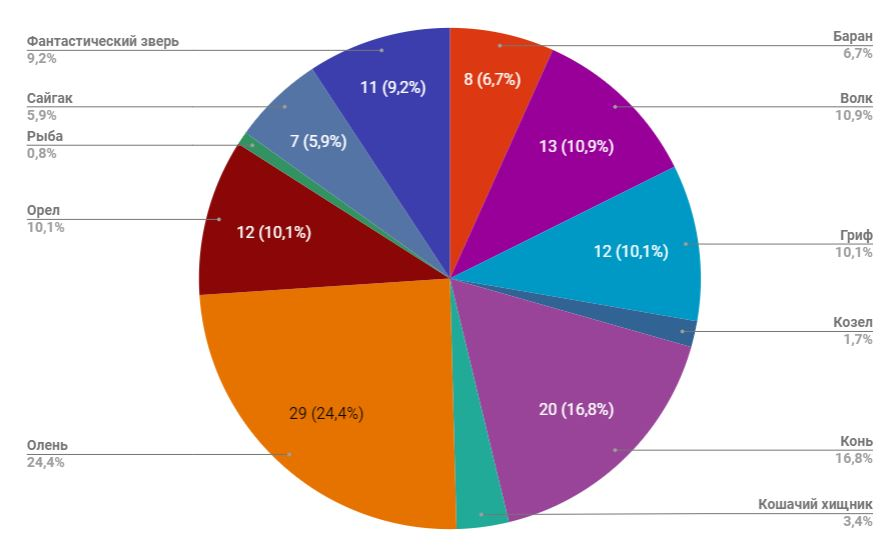 Фантастический зверь
9,2%
Сайгак
5,9%
Рыба
0,8%
Орел
10,1%
Олень
24,4%
11 (9,2%)
8 (6,7%)
7 (5,9%)
13 (10,9%)
12 (10,1%)
12 (10,1%)
29 (24,4%)
20 (16,8%)
Баран
6,7%
Волк
10,9%
Гриф
10,1%
Козел
1,7%
Конь
16,8%
Кошачий хищник
3,4%